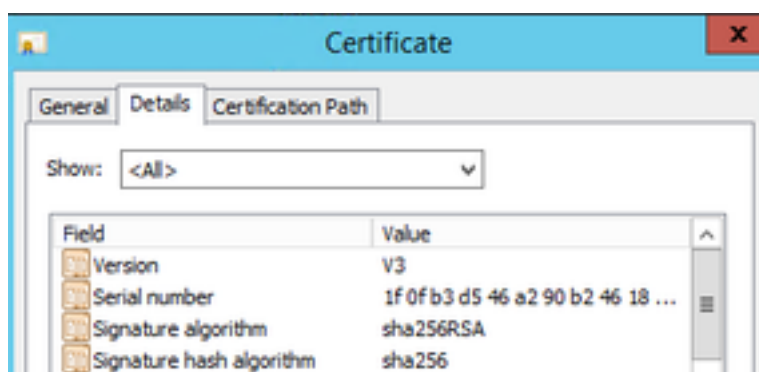 Certificate
x
General Details Certification Path
Show: <All>
Field Value
Version V3
Serial number 1f 0f b3 d5 46 a2 90 b2 46 18 ...
Signature algorithm sha256RSA
Signature hash algorithm sha256